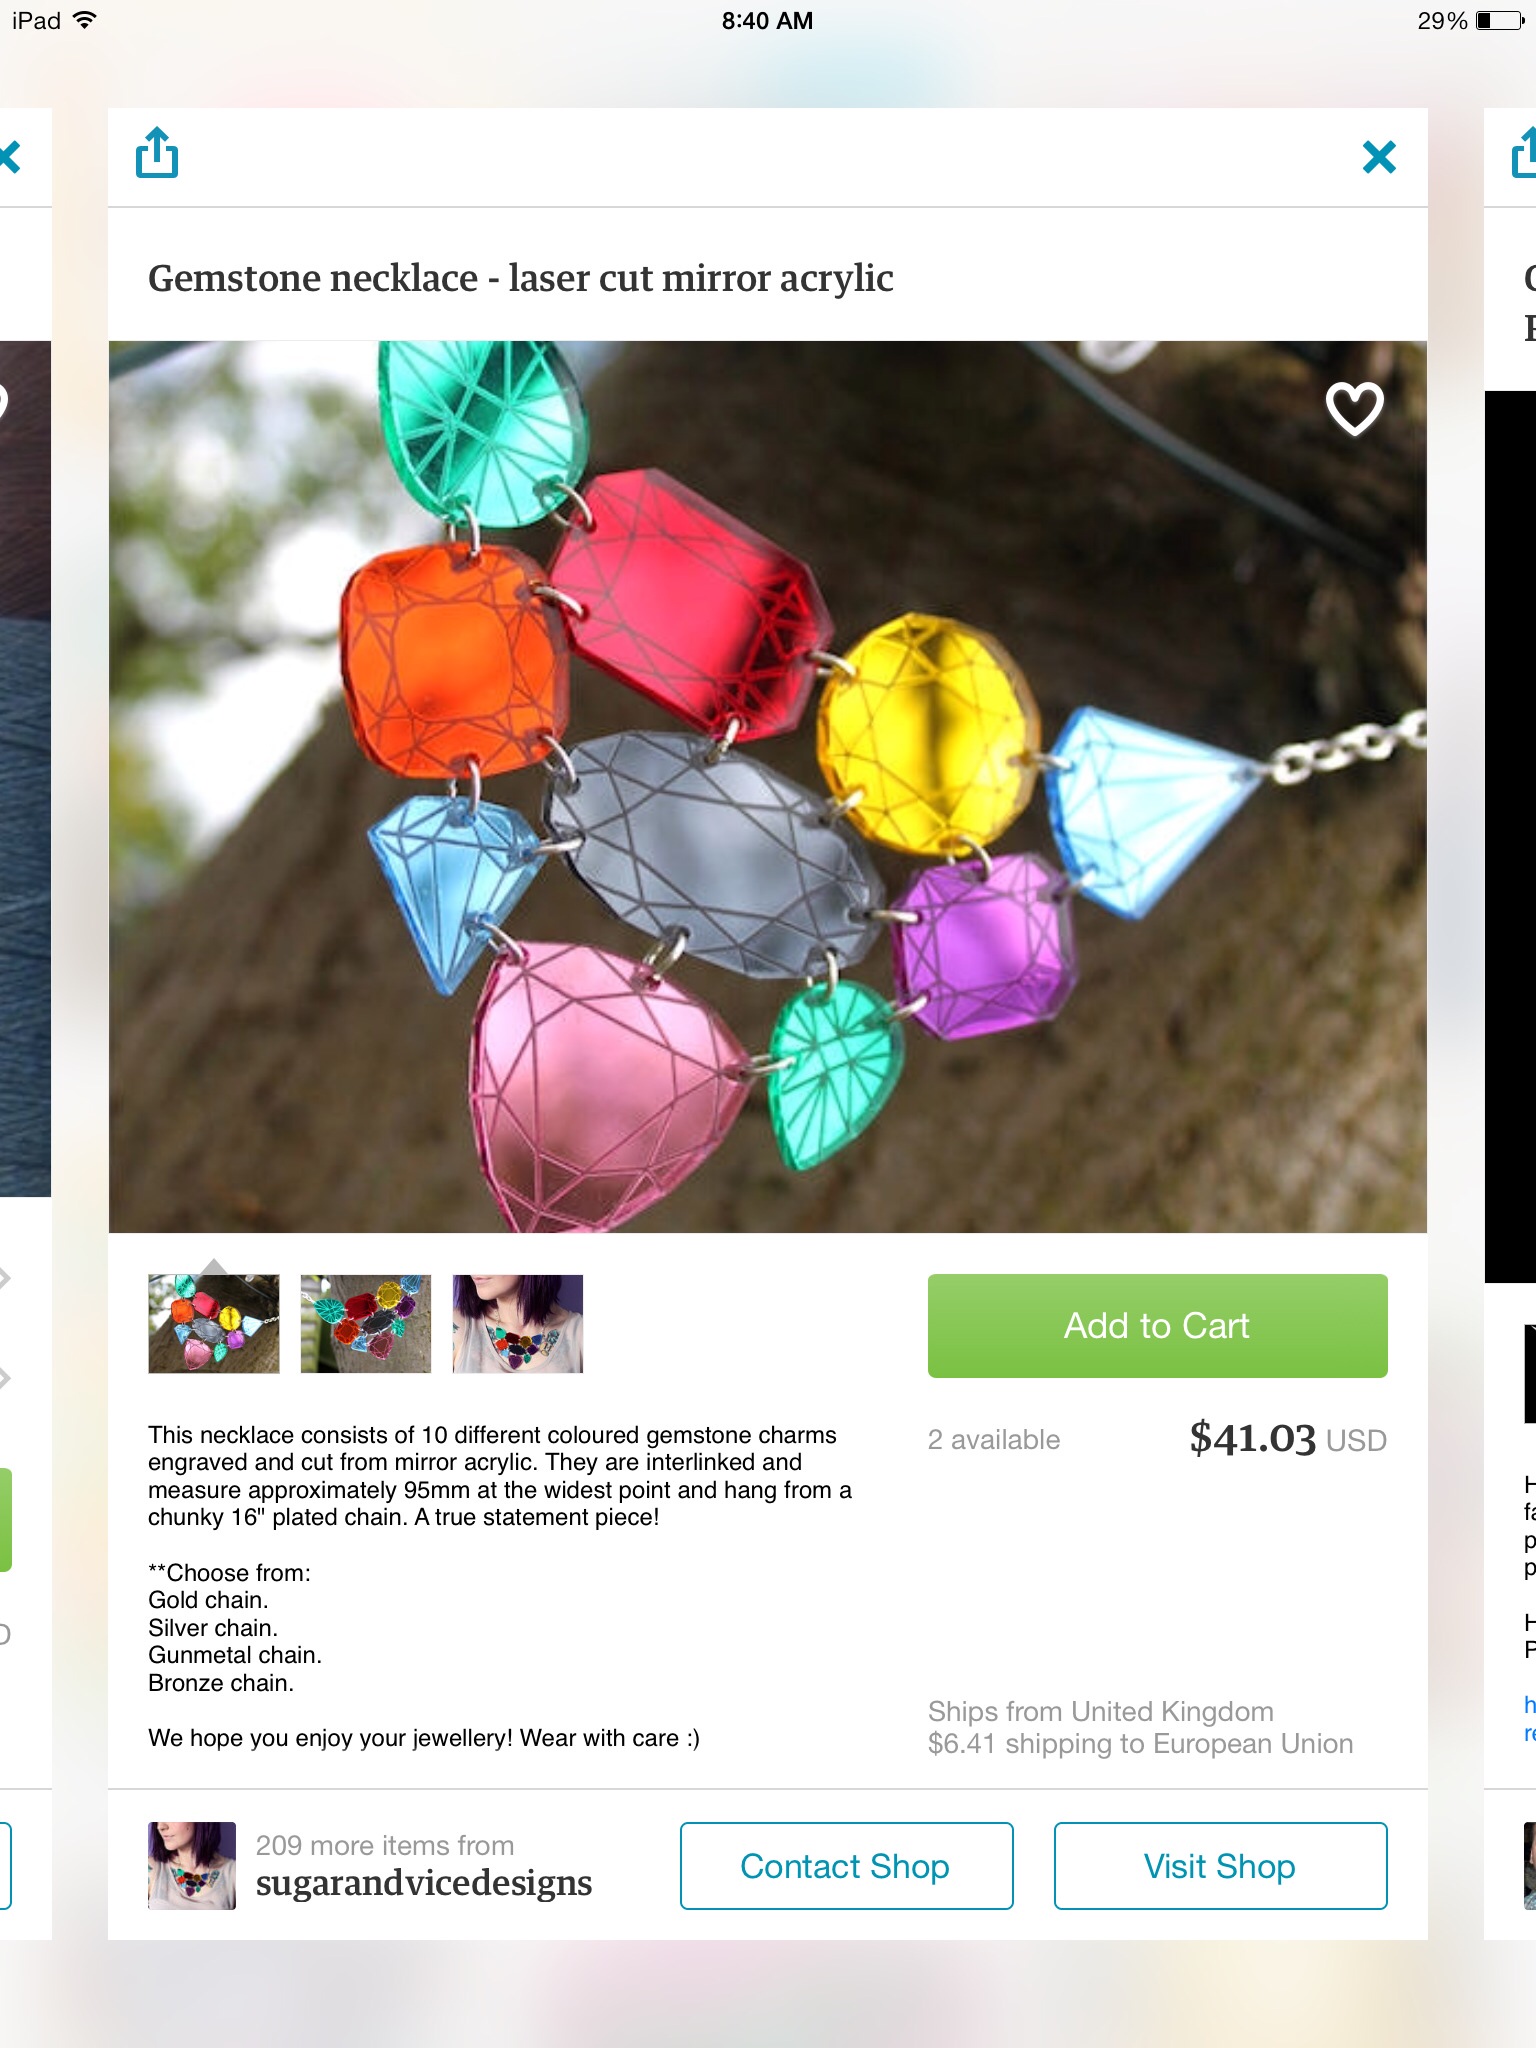 iPad
8:40 AM
29%
Gemstone necklace - laser cut mirror acrylic
Add to Cart
2 available
$41.03 USD
This necklace consists of 10 different coloured gemstone charms
engraved and cut from mirror acrylic. They are interlinked and
measure approximately 95mm at the widest point and hang from a
chunky 16" plated chain. A true statement piece!
**Choose from:
Gold chain.
Silver chain.
Gunmetal chain.
Bronze chain.
We hope you enjoy your jewellery! Wear with care :)
Ships from United Kingdom
$6.41 shipping to European Union
209 more items from
sugarandvicedesigns
Contact Shop
Visit Shop